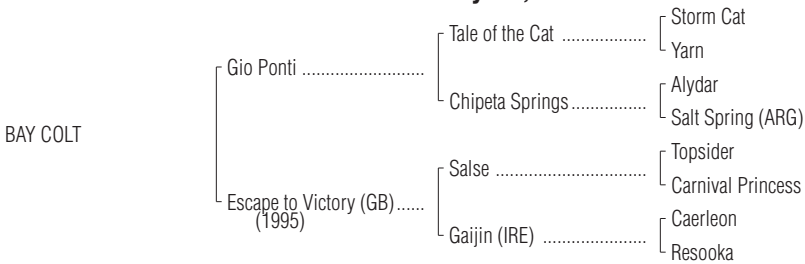 Storm Cat
Tale of the Cat ..................
Yarn
Gio Ponti ..........................
Alydar
Chipeta Springs ................
Salt Spring (ARG)
BAY COLT
Topsider
Salse ................................
Carnival Princess
Escape to Victory (GB) ......
(1995)
Caerleon
Gaijin (IRE) ......................
Resooka